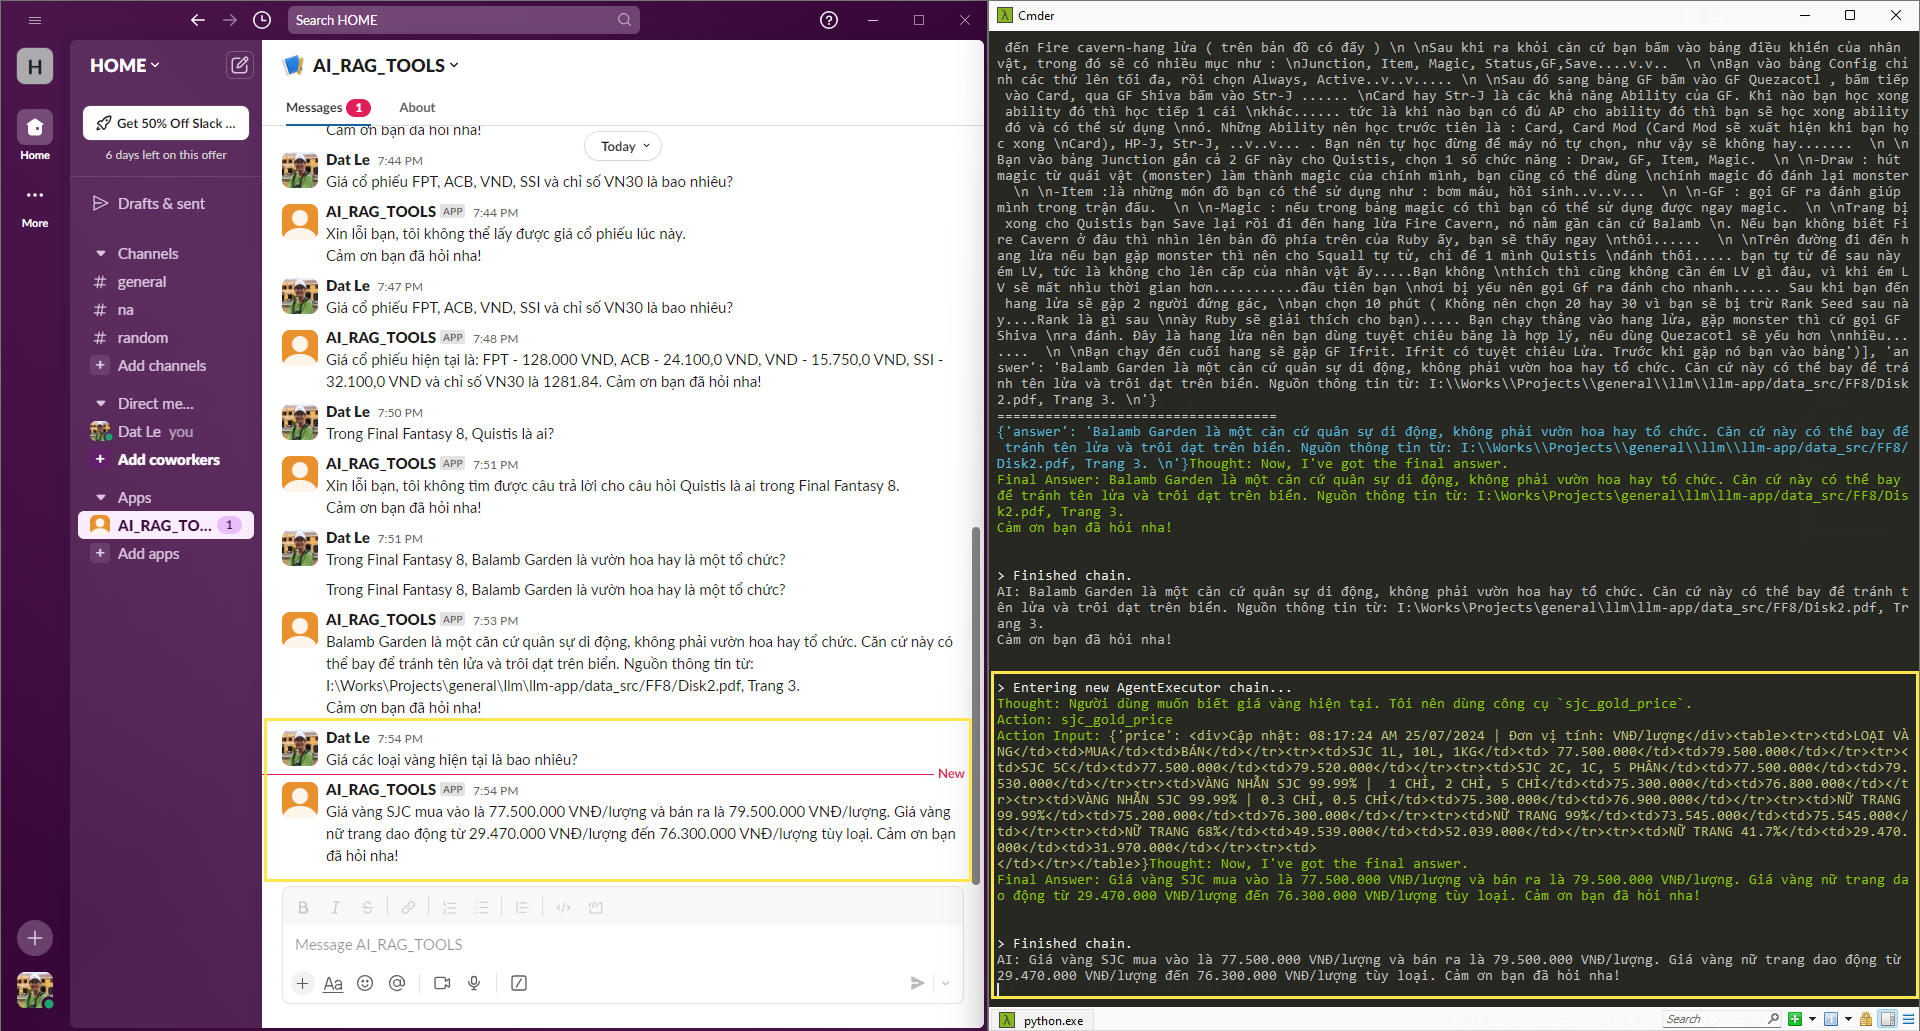 Search HOME
H
HOME
Get 50% Off Slack ...
6 days left on this offer
Home
More
Drafts & sent
Channels
# general
# na
# random
+ Add channels
Direct me...
Dat Le you
+ Add coworkers
Apps
AI_RAG_TO... 1
+ Add apps
AI_RAG_TOOLS
Messages 1 About
Cảm ơn bạn đã hỏi nha!
Today
Dat Le 7:44 PM
Giá cổ phiếu FPT, ACB, VND, SSI và chỉ số VN30 là bao nhiêu?
AI_RAG_TOOLS APP 7:44 PM
Xin lỗi bạn, tôi không thể lấy được giá cổ phiếu lúc này.
Cảm ơn bạn đã hỏi nha!
Dat Le 7:47 PM
Giá cổ phiếu FPT, ACB, VND, SSI và chỉ số VN30 là bao nhiêu?
AI_RAG_TOOLS APP 7:48 PM
Giá cổ phiếu hiện tại là: FPT - 128.000 VND, ACB - 24.100,0 VND, VND - 15.750,0 VND, SSI -
32.100,0 VND và chỉ số VN30 là 1281.84. Cảm ơn bạn đã hỏi nha!
Dat Le 7:50 PM
Trong Final Fantasy 8, Quistis là ai?
AI_RAG_TOOLS APP 7:51 PM
Xin lỗi bạn, tôi không tìm được câu trả lời cho câu hỏi Quistis là ai trong Final Fantasy 8.
Cảm ơn bạn đã hỏi nha!
Dat Le 7:51 PM
Trong Final Fantasy 8, Balamb Garden là vườn hoa hay là một tổ chức?
Trong Final Fantasy 8, Balamb Garden là vườn hoa hay là một tổ chức?
AI_RAG_TOOLS APP 7:53 PM
Balamb Garden là một căn cứ quân sự di động, không phải vườn hoa hay tổ chức. Căn cứ này có
thể bay để tránh tên lửa và trôi dạt trên biển. Nguồn thông tin từ:
I:\Works\Projects\general\llm\llm-app/data_src/FF8/Disk2.pdf, Trang 3.
Cảm ơn bạn đã hỏi nha!
Dat Le 7:54 PM
Giá các loại vàng hiện tại là bao nhiêu?
New
AI_RAG_TOOLS APP 7:54 PM
Giá vàng SJC mua vào là 77.500.000 VNĐ/lượng và bán ra là 79.500.000 VNĐ/lượng. Giá vàng
nữ trang dao động từ 29.470.000 VNĐ/lượng đến 76.300.000 VNĐ/lượng tùy loại. Cảm ơn bạn
đã hỏi nha!
Message AI_RAG_TOOLS
Cmder
đến Fire cavern-hang lửa ( trên bản đồ có đấy ) \n \nSau khi ra khỏi căn cứ bạn bấm vào bảng điều khiển của nhân
vật, trong đó sẽ có nhiều mục như : \nJunction, Item, Magic, Status,GF,Save....v.v.. \n \nBạn vào bảng Config chỉ
nh các thứ lên tối đa, rồi chọn Always, Active..v..v..... \n \nSau đó sang bảng GF bấm vào GF Quezacotl , bấm tiếp
vào Card, qua GF Shiva bấm vào Str-J ...... \nCard hay Str-J là các khả năng Ability của GF. Khi nào bạn học xong
ability đó thì học tiếp 1 cái \nkhác...... tức là khi nào bạn có đủ AP cho ability đó thì bạn sẽ học xong ability
đó và có thể sử dụng \nnó. Những Ability nên học trước tiên là : Card, Card Mod (Card Mod sẽ xuất hiện khi bạn họ
c xong \nCard), HP-J, Str-J, ..v..v... . Bạn nên tự học đừng để máy nó tự chọn, như vậy sẽ không hay....... \n \n
Bạn vào bảng Junction gắn cả 2 GF này cho Quistis, chọn 1 số chức năng : Draw, GF, Item, Magic. \n \n-Draw : hút
magic từ quái vật (monster) làm thành magic của chính mình, bạn cũng có thể dùng \nchính magic đó đánh lại monster
\n \n-Item :là những món đồ bạn có thể sử dụng như : bơm máu, hồi sinh..v..v... \n \n-GF : gọi GF ra đánh giúp
mình trong trận đấu. \n \n-Magic : nếu trong bảng magic có thì bạn có thể sử dụng được ngay magic. \n \nTrang bị
xong cho Quistis bạn Save lại rồi đi đến hang lửa Fire Cavern, nó nằm gần căn cứ Balamb \n. Nếu bạn không biết Fi
re Cavern ở đâu thì nhìn lên bản đồ phía trên của Ruby ấy, bạn sẽ thấy ngay \nthôi...... \n \nTrên đường đi đến h
ang lửa nếu bạn gặp monster thì nên cho Squall tự tử, chỉ để 1 mình Quistis \nđánh thôi..... bạn tự tử để sau này
ém LV, tức là không cho lên cấp của nhân vật ấy.....Bạn không \nthích thì cũng không cần ém LV gì đâu, vì khi ém L
V sẽ mất nhìu thời gian hơn...........đầu tiên bạn \nhơi bị yếu nên gọi Gf ra đánh cho nhanh...... Sau khi bạn đến
hang lửa sẽ gặp 2 người đứng gác, \nbạn chọn 10 phút ( Không nên chọn 20 hay 30 vì bạn sẽ bị trừ Rank Seed sau nà
y....Rank là gì sau \nnày Ruby sẽ giải thích cho bạn)..... Bạn chạy thẳng vào hang lửa, gặp monster thì cứ gọi GF
Shiva \nra đánh. Đây là hang lửa nên bạn dùng tuyệt chiêu băng là hợp lý, nếu dùng Quezacotl sẽ yếu hơn \nnhiều...
..... \n \nBạn chạy đến cuối hang sẽ gặp GF Ifrit. Ifrit có tuyệt chiêu Lửa. Trước khi gặp nó bạn vào bảng')], 'an
swer': 'Balamb Garden là một căn cứ quân sự di động, không phải vườn hoa hay tổ chức. Căn cứ này có thể bay để trá
nh tên lửa và trôi dạt trên biển. Nguồn thông tin từ: I:\\Works\\Projects\\general\\llm\\llm-app/data_src/FF8/Disk
2.pdf, Trang 3. \n'}
===================================
{'answer': 'Balamb Garden là một căn cứ quân sự di động, không phải vườn hoa hay tổ chức. Căn cứ này có thể bay để
tránh tên lửa và trôi dạt trên biển. Nguồn thông tin từ: I:\\Works\\Projects\\general\\llm\\llm-app/data_src/FF8/
Disk2.pdf, Trang 3. \n'}Thought: Now, I've got the final answer.
Final Answer: Balamb Garden là một căn cứ quân sự di động, không phải vườn hoa hay tổ chức. Căn cứ này có thể bay
để tránh tên lửa và trôi dạt trên biển. Nguồn thông tin từ: I:\Works\Projects\general\llm\llm-app/data_src/FF8/Dis
k2.pdf, Trang 3.
Cảm ơn bạn đã hỏi nha!
> Finished chain.
AI: Balamb Garden là một căn cứ quân sự di động, không phải vườn hoa hay tổ chức. Căn cứ này có thể bay để tránh t
ên lửa và trôi dạt trên biển. Nguồn thông tin từ: I:\Works\Projects\general\llm\llm-app/data_src/FF8/Disk2.pdf, Tr
ang 3.
Cảm ơn bạn đã hỏi nha!
> Entering new AgentExecutor chain...
Thought: Người dùng muốn biết giá vàng hiện tại. Tôi nên dùng công cụ `sjc_gold_price`.
Action: sjc_gold_price
Action Input: {'price': <div>Cập nhật: 08:17:24 AM 25/07/2024 | Đơn vị tính: VNĐ/lượng</div><table><tr><td>LOẠI VÀ
NG</td><td>MUA</td><td>BÁN</td></tr><tr><td>SJC 1L, 10L, 1KG</td><td> 77.500.000</td><td>79.500.000</td></tr><tr><
td>SJC 5C</td><td>77.500.000</td><td>79.520.000</td></tr><tr><td>SJC 2C, 1C, 5 PHÂN</td><td>77.500.000</td><td>79.
530.000</td></tr><tr><td>VÀNG NHẪN SJC 99.99% | 1 CHỈ, 2 CHỈ, 5 CHỈ</td><td>75.300.000</td><td>76.800.000</td></t
r><tr><td>VÀNG NHẪN SJC 99.99% | 0.3 CHỈ, 0.5 CHỈ</td><td>75.300.000</td><td>76.900.000</td></tr><tr><td>NỮ TRANG
99.99%</td><td>75.200.000</td><td>76.300.000</td></tr><tr><td>NỮ TRANG 99%</td><td>73.545.000</td><td>75.545.000</
td></tr><tr><td>NỮ TRANG 68%</td><td>49.539.000</td><td>52.039.000</td></tr><tr><td>NỮ TRANG 41.7%</td><td>29.470.
000</td><td>31.970.000</td></tr><tr><td>
</td></tr></table>}Thought: Now, I've got the final answer.
Final Answer: Giá vàng SJC mua vào là 77.500.000 VNĐ/lượng và bán ra là 79.500.000 VNĐ/lượng. Giá vàng nữ trang da
o động từ 29.470.000 VNĐ/lượng đến 76.300.000 VNĐ/lượng tùy loại. Cảm ơn bạn đã hỏi nha!
> Finished chain.
AI: Giá vàng SJC mua vào là 77.500.000 VNĐ/lượng và bán ra là 79.500.000 VNĐ/lượng. Giá vàng nữ trang dao động từ
29.470.000 VNĐ/lượng đến 76.300.000 VNĐ/lượng tùy loại. Cảm ơn bạn đã hỏi nha!
python.exe
Search